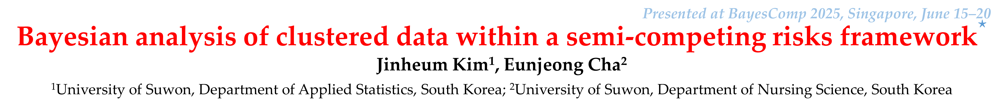 Presented at BayesComp 2025, Singapore, June 15–20
Bayesian analysis of clustered data within a semi-competing risks framework★
Jinheum Kim¹, Eunjeong Cha²
¹University of Suwon, Department of Applied Statistics, South Korea; ²University of Suwon, Department of Nursing Science, South Korea